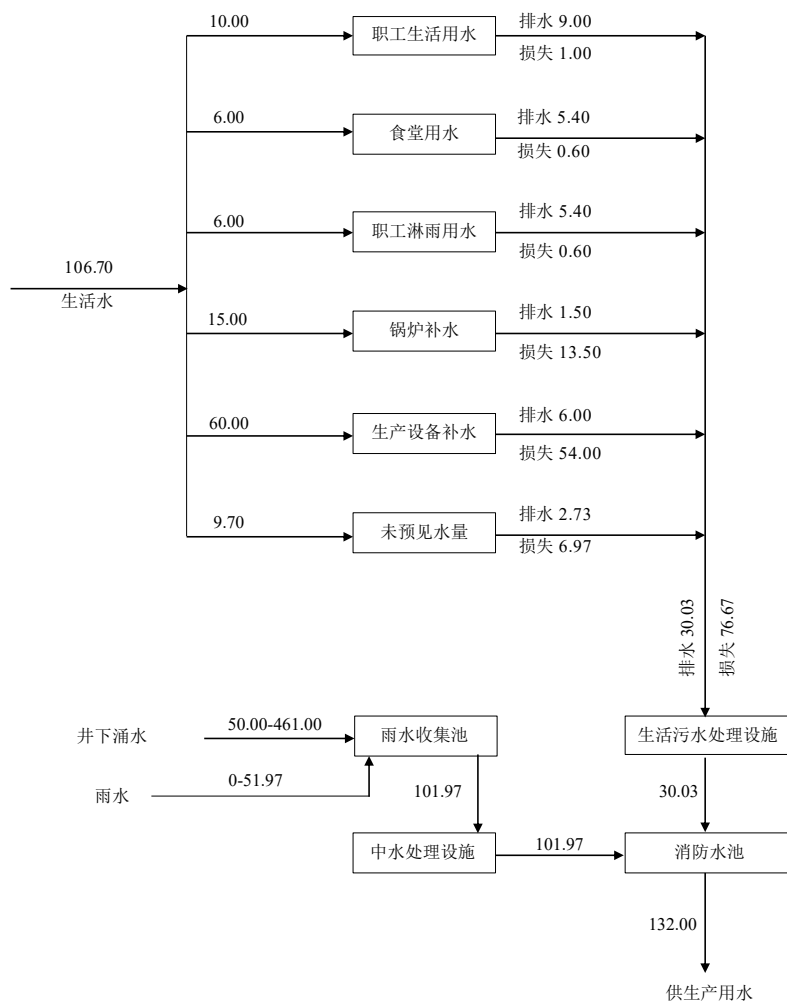 10.00
职工生活用水
排水 9.00
损失 1.00
6.00
食堂用水
排水 5.40
损失 0.60
6.00
职工淋雨用水
排水 5.40
损失 0.60
106.70
生活水
15.00
锅炉补水
排水 1.50
损失 13.50
60.00
生产设备补水
排水 6.00
损失 54.00
9.70
未预见水量
排水 2.73
损失 6.97
排水 30.03
损失 76.67
井下涌水
50.00-461.00
雨水收集池
生活污水处理设施
雨水
0-51.97
101.97
30.03
中水处理设施
101.97
消防水池
132.00
供生产用水